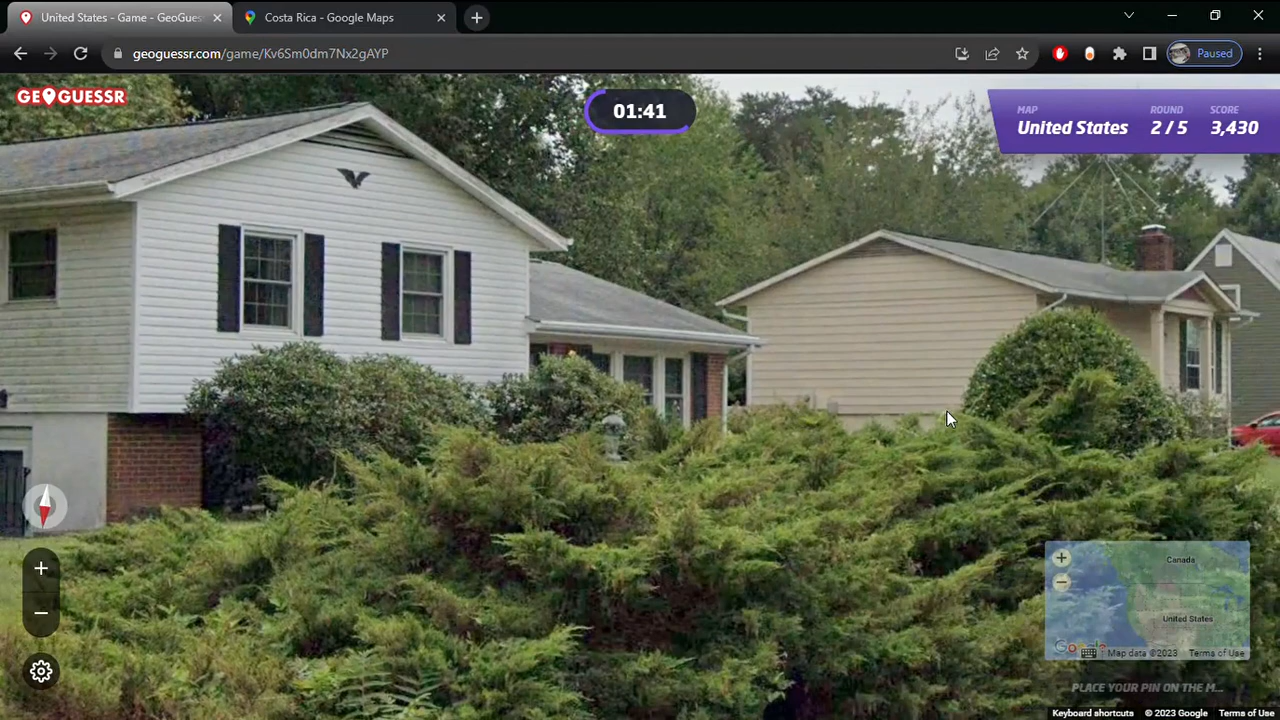 United States - Game - GeoGues
Costa Rica - Google Maps
geoguessr.com/game/Kv6Sm0dm7Nx2gAYP
Paused
GEOGUESSR
01:41
MAP
United States
ROUND
2 / 5
SCORE
3,430
Canada
United States
Google
Map data ©2023
Terms of Use
PLACE YOUR PIN ON THE M...
Keyboard shortcuts
© 2023 Google
Terms of Use